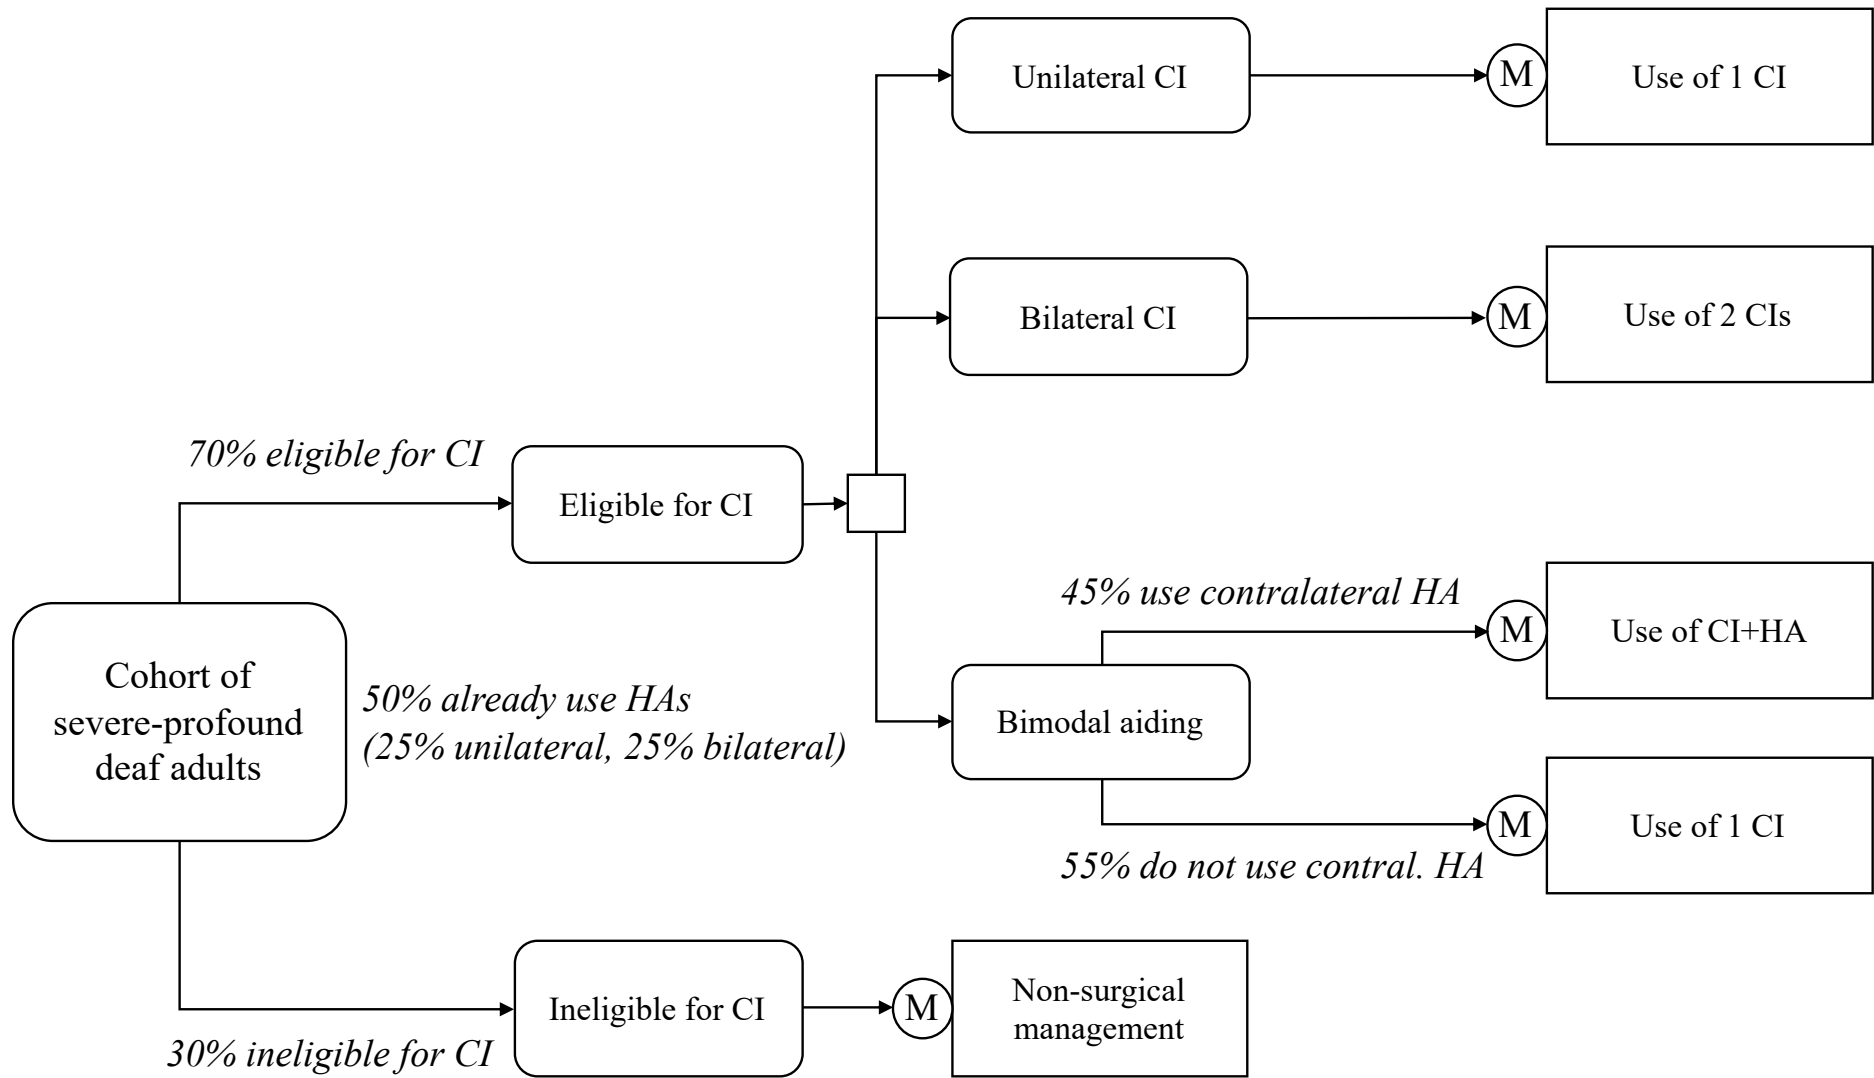 Unilateral CI
M
Use of 1 CI
Bilateral CI
M
Use of 2 CIs
70% eligible for CI
Eligible for CI
45% use contralateral HA
M
Use of CI+HA
Cohort of
severe-profound
deaf adults
50% already use HAs
(25% unilateral, 25% bilateral)
Bimodal aiding
M
Use of 1 CI
55% do not use contral. HA
Ineligible for CI
M
Non-surgical
management
30% ineligible for CI